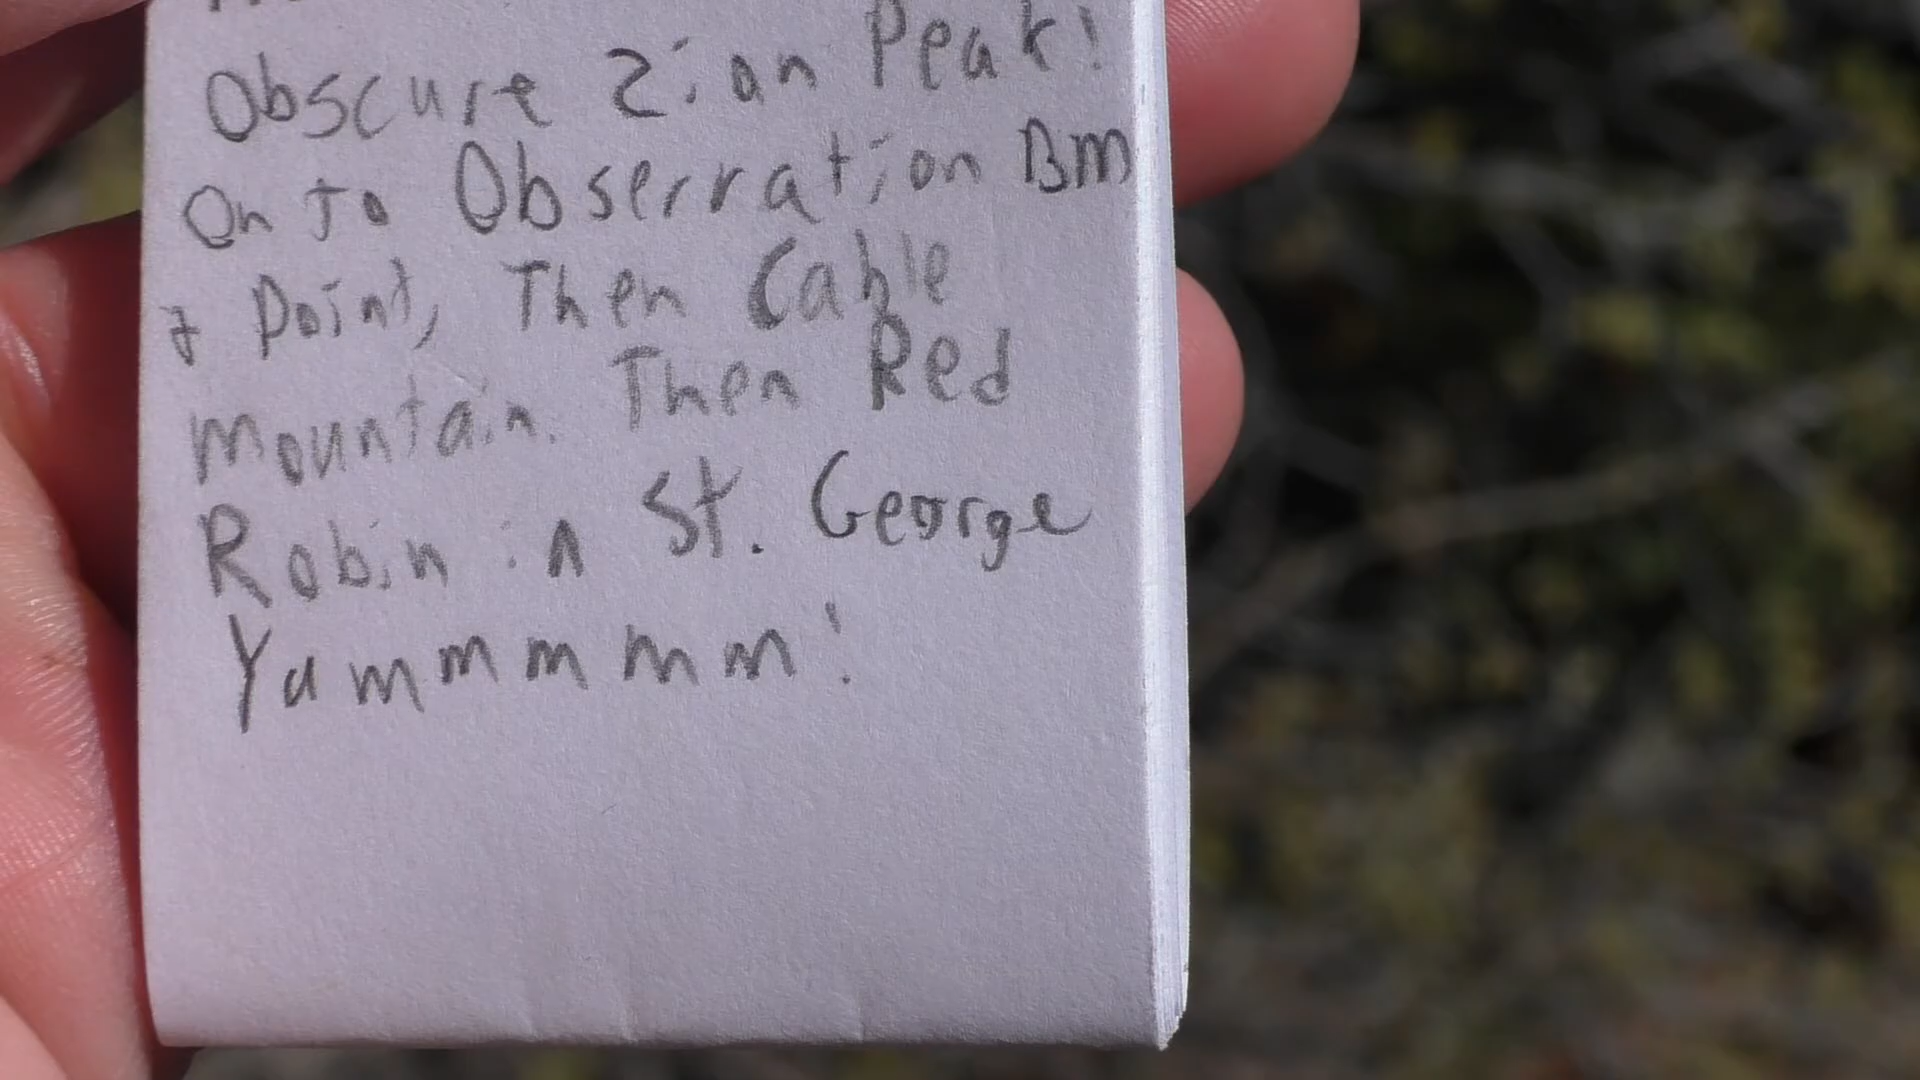 Obscure Zion Peak!
On to Observation BM
& Point, Then Cable
Mountain. Then Red
Robin in St. George
Yummmmm!